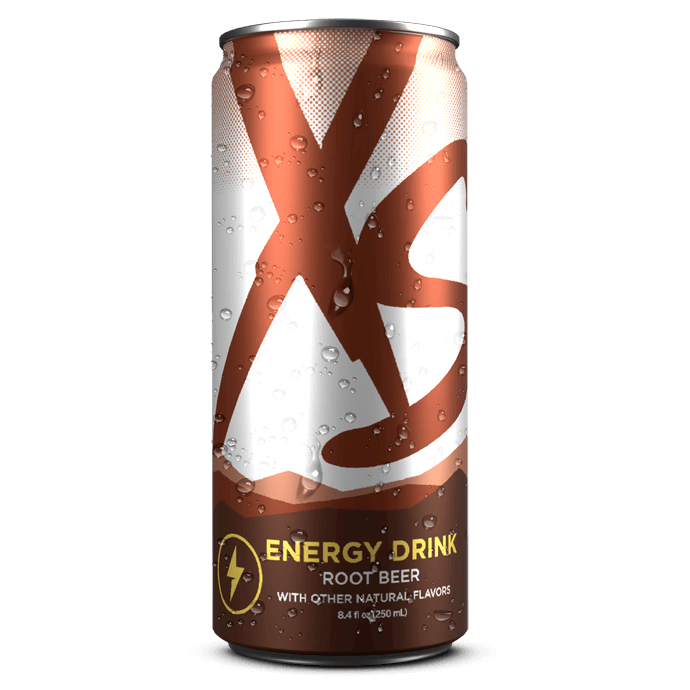 XS
ENERGY DRINK
ROOT BEER
WITH OTHER NATURAL FLAVORS
8.4 fl oz (250 mL)